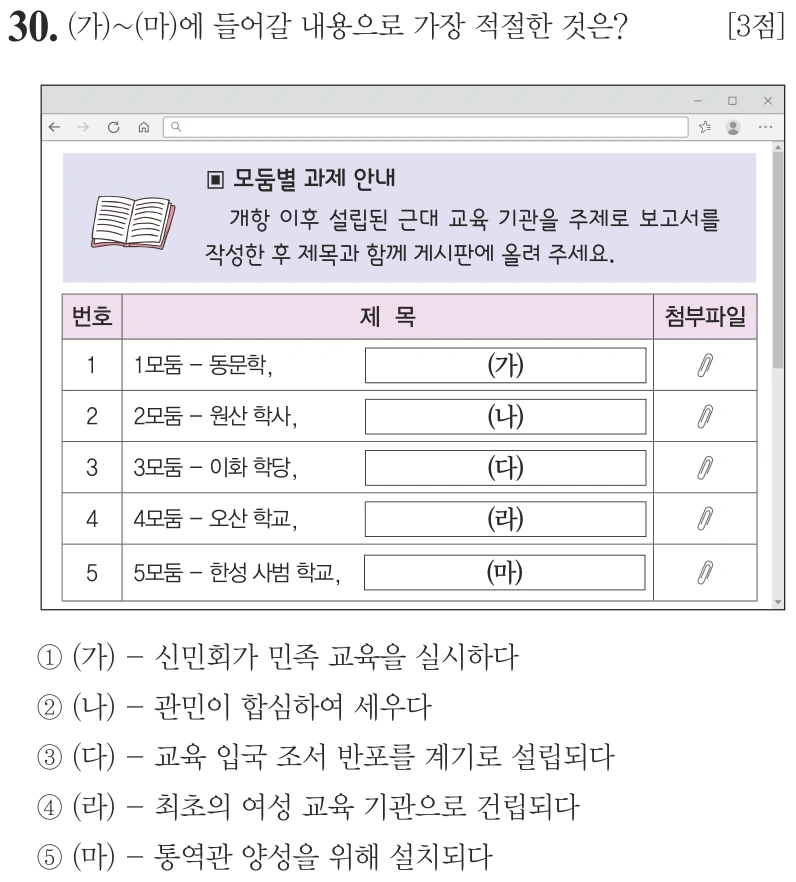 30. (가)~(마)에 들어갈 내용으로 가장 적절한 것은? [3점]
▣ 모둠별 과제 안내
개항 이후 설립된 근대 교육 기관을 주제로 보고서를
작성한 후 제목과 함께 게시판에 올려 주세요.
번호 제 목 첨부파일
1 1모둠 – 동문학, (가)
2 2모둠 – 원산 학사, (나)
3 3모둠 – 이화 학당, (다)
4 4모둠 – 오산 학교, (라)
5 5모둠 – 한성 사범 학교, (마)
① (가) – 신민회가 민족 교육을 실시하다
② (나) – 관민이 합심하여 세우다
③ (다) – 교육 입국 조서 반포를 계기로 설립되다
④ (라) – 최초의 여성 교육 기관으로 건립되다
⑤ (마) – 통역관 양성을 위해 설치되다